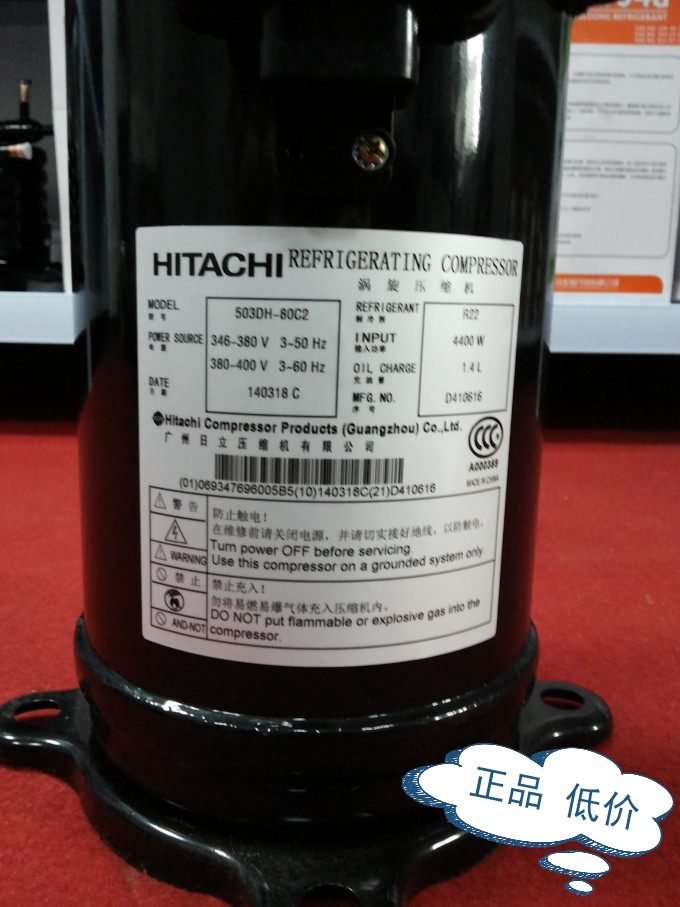 REFRIGERANT
HITACHI REFRIGERATING COMPRESSOR
涡旋压缩机
MODEL 503DH-80C2
型号
POWER SOURCE 346-380 V 3~50 Hz
电源
380-400 V 3~60 Hz
DATE 140318 C
日期
REFRIGERANT R22
制冷剂
INPUT 4400 W
输入功率
OIL CHARGE 1.4 L
充油量
MFG. NO. D410616
序号
Hitachi Compressor Products (Guangzhou) Co.,Ltd.
广州日立压缩机有限公司
CCC
A000389
MADE IN CHINA
(01)069347696005B5(10)140318C(21)D410616
警告
WARNING
防止触电!
在维修前请关闭电源,并请切实接好地线,以防触电.
Turn power OFF before servicing.
Use this compressor on a grounded system only.
禁止
AND-NOT
禁止充入!
勿将易燃易爆气体充入压缩机内。
DO NOT put flammable or explosive gas into the
compressor.
正品 低价